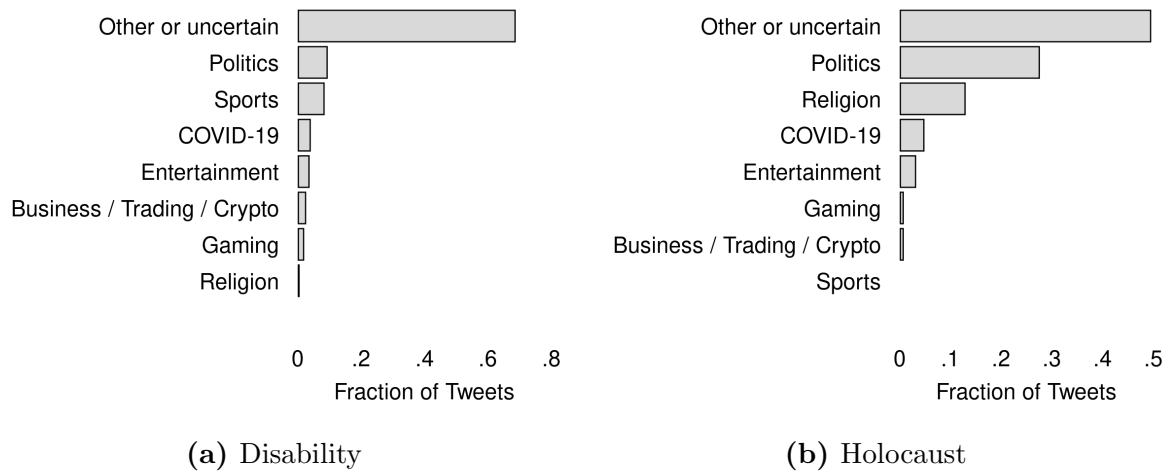 Other or uncertain
Politics
Sports
COVID-19
Entertainment
Business / Trading / Crypto
Gaming
Religion
0 .2 .4 .6 .8
Fraction of Tweets
(a) Disability
Other or uncertain
Politics
Religion
COVID-19
Entertainment
Gaming
Business / Trading / Crypto
Sports
0 .1 .2 .3 .4 .5
Fraction of Tweets
(b) Holocaust